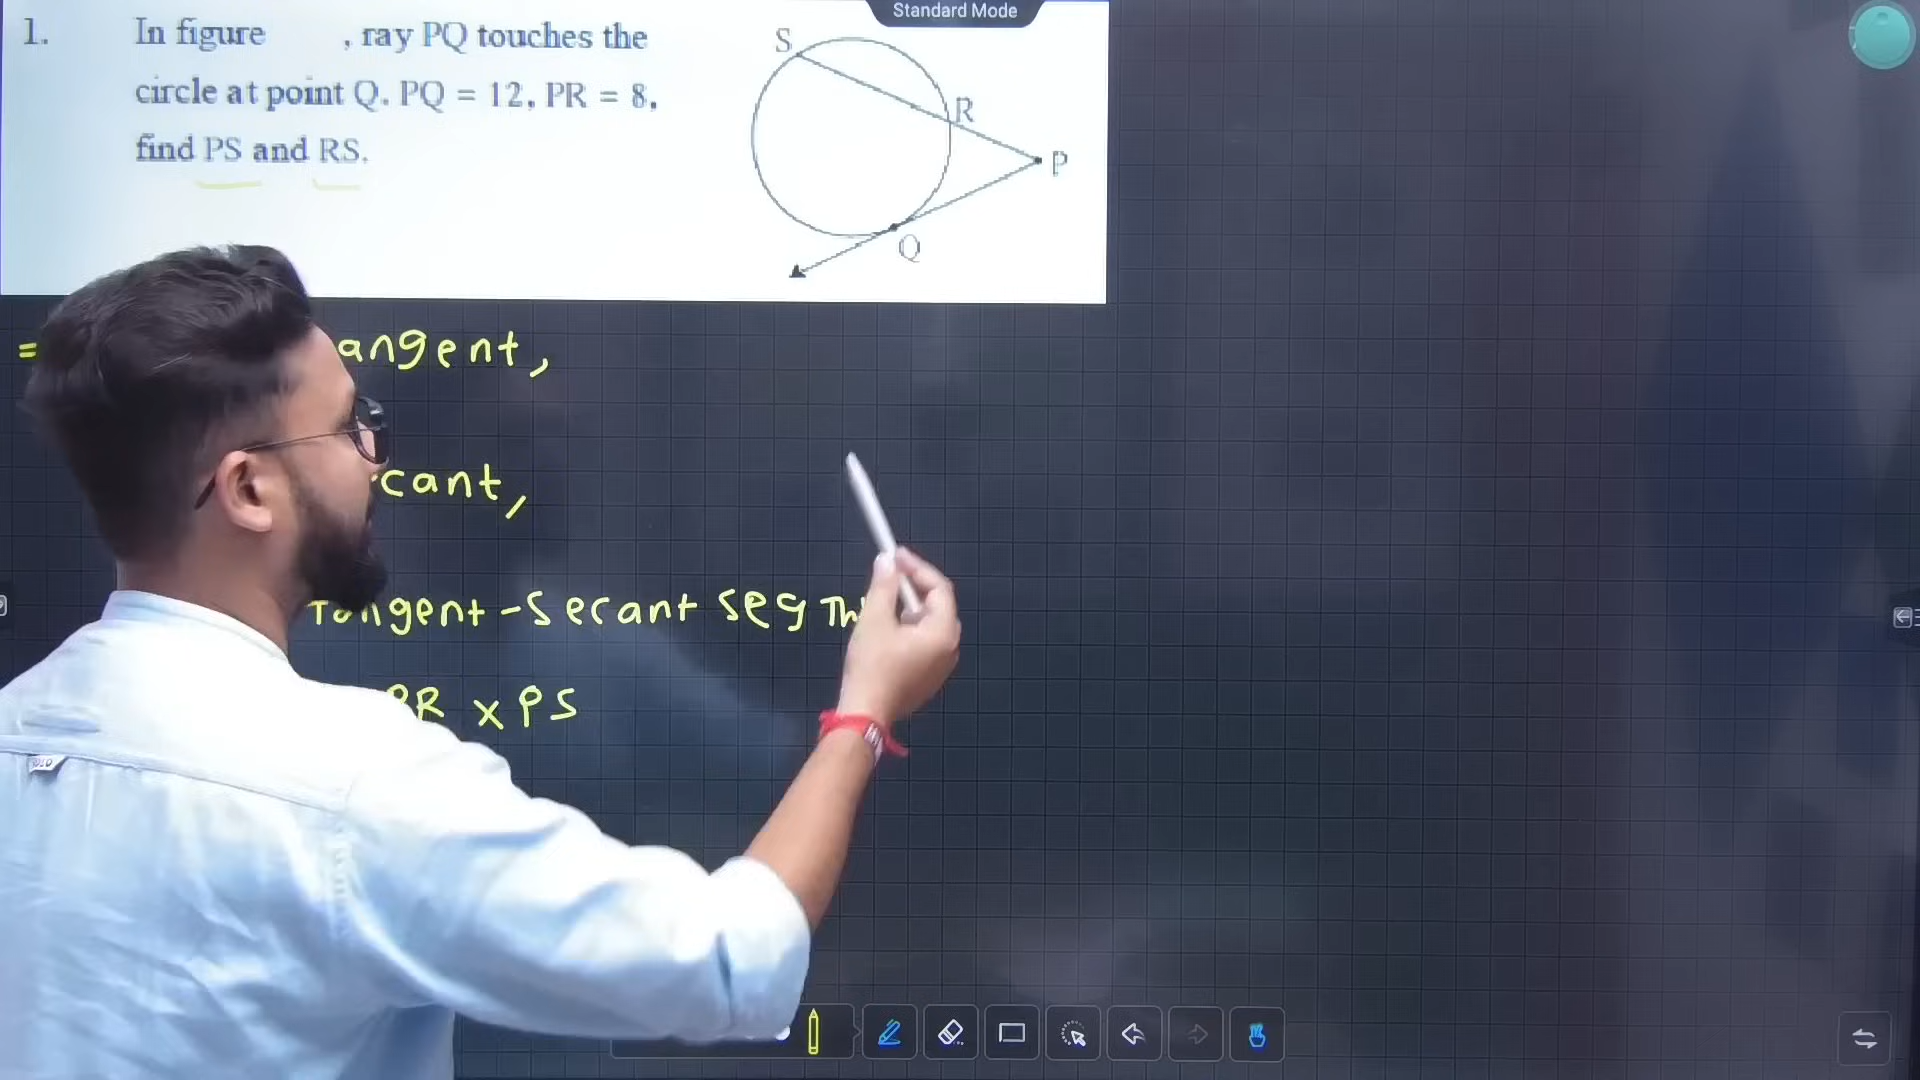 Standard Mode
1. In figure , ray PQ touches the
circle at point Q. PQ = 12, PR = 8,
find PS and RS.
S
R
P
Q
= angent,
cant,
Tangent-Secant seg Th
PR x PS